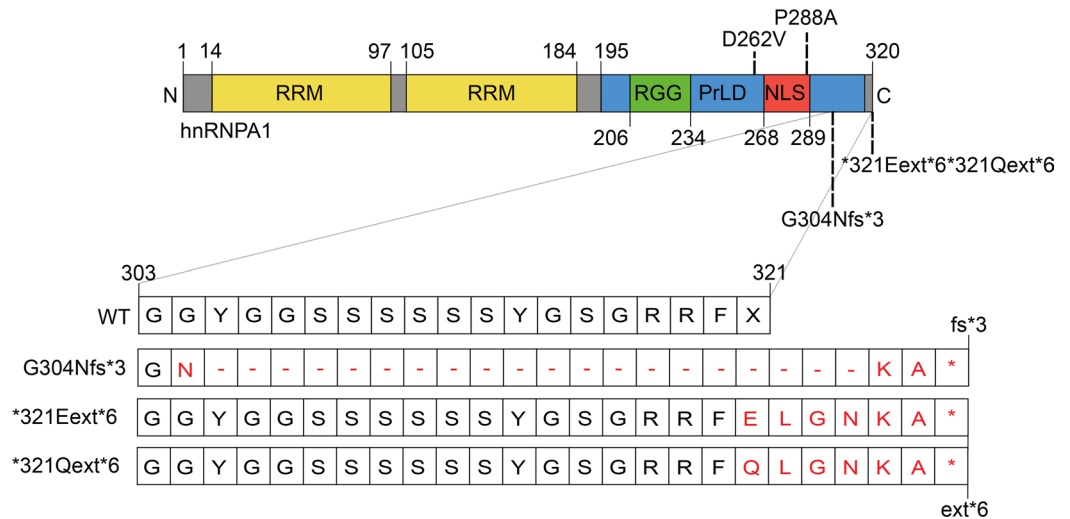 P288A
D262V
1 14 97 105 184 195 320
N RRM RRM RGG PrLD NLS C
hnRNPA1
206 234 268 289
*321Eext*6 *321Qext*6
G304Nfs*3
303 321
WT G G Y G G S S S S S S Y G S G R R F X
fs*3
G304Nfs*3 G N - - - - - - - - - - - - - - - - - - - - K A *
*321Eext*6 G G Y G G S S S S S S Y G S G R R F E L G N K A *
*321Qext*6 G G Y G G S S S S S S Y G S G R R F Q L G N K A *
ext*6